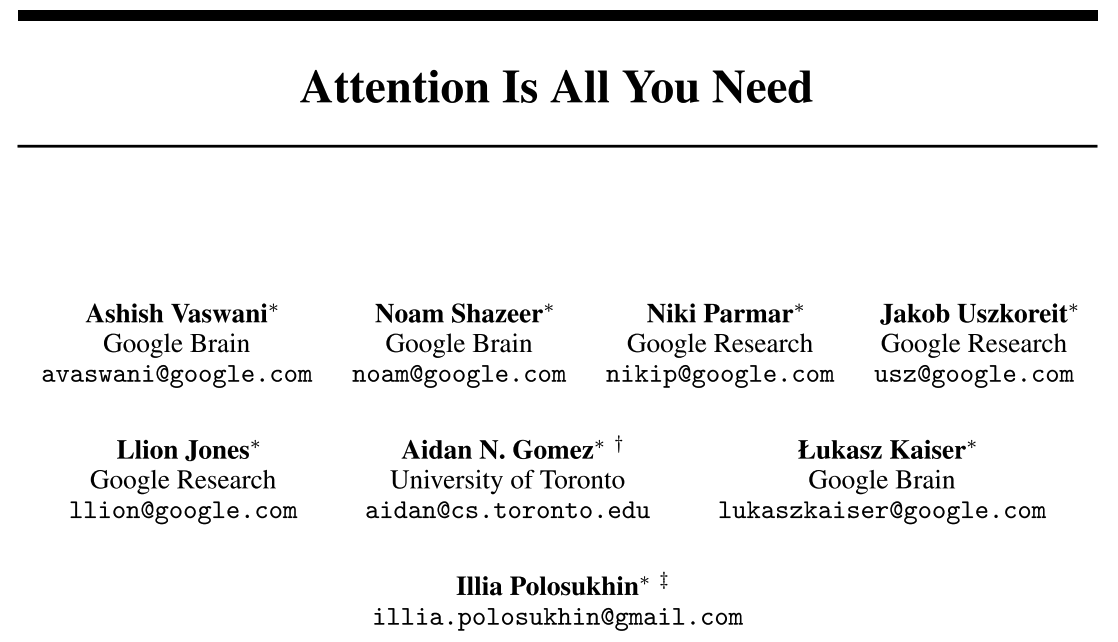 Attention Is All You Need
Ashish Vaswani* Noam Shazeer* Niki Parmar* Jakob Uszkoreit*
Google Brain Google Brain Google Research Google Research
avaswani@google.com noam@google.com nikip@google.com usz@google.com
Llion Jones* Aidan N. Gomez* † Łukasz Kaiser*
Google Research University of Toronto Google Brain
llion@google.com aidan@cs.toronto.edu lukaszkaiser@google.com
Illia Polosukhin* ‡
illia.polosukhin@gmail.com